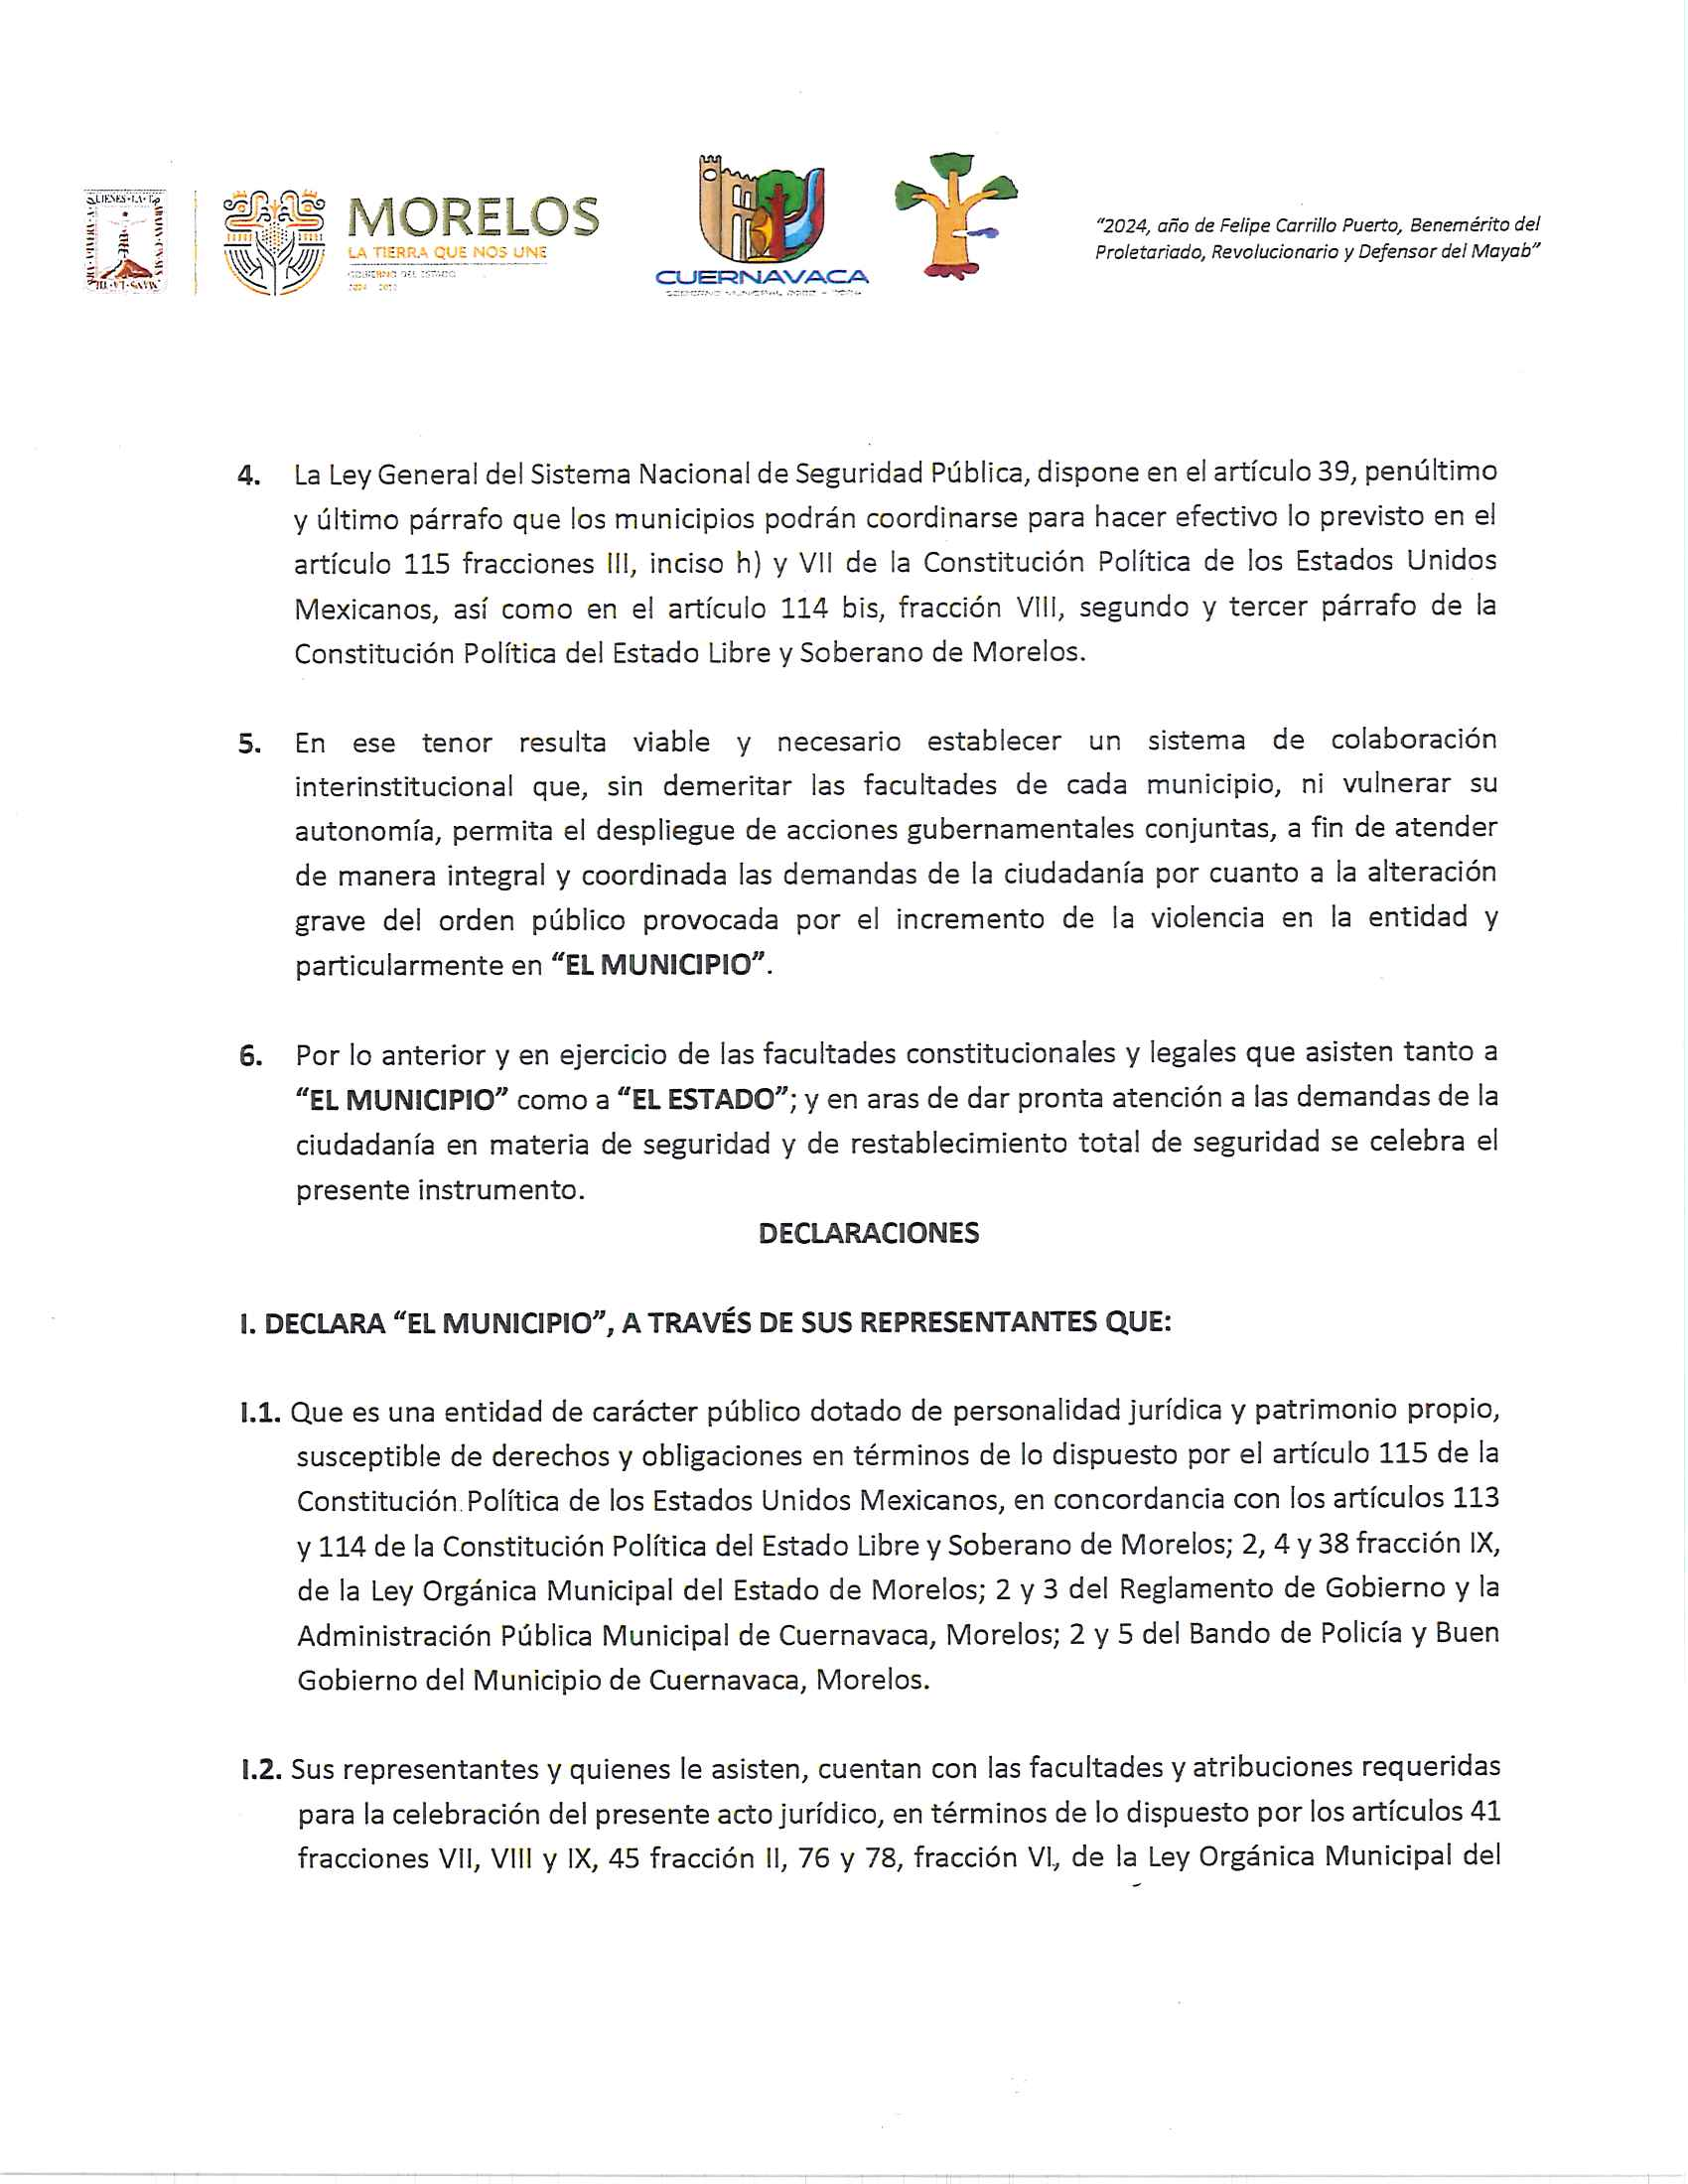 MORELOS
LA TIERRA QUE NOS UNE
GOBIERNO DEL ESTADO
CUERNAVACA
"2024, año de Felipe Carrillo Puerto, Benemérito del
Proletariado, Revolucionario y Defensor del Mayab"
4. La Ley General del Sistema Nacional de Seguridad Pública, dispone en el artículo 39, penúltimo
y último párrafo que los municipios podrán coordinarse para hacer efectivo lo previsto en el
artículo 115 fracciones III, inciso h) y VII de la Constitución Política de los Estados Unidos
Mexicanos, así como en el artículo 114 bis, fracción VIII, segundo y tercer párrafo de la
Constitución Política del Estado Libre y Soberano de Morelos.
5. En ese tenor resulta viable y necesario establecer un sistema de colaboración
interinstitucional que, sin demeritar las facultades de cada municipio, ni vulnerar su
autonomía, permita el despliegue de acciones gubernamentales conjuntas, a fin de atender
de manera integral y coordinada las demandas de la ciudadanía por cuanto a la alteración
grave del orden público provocada por el incremento de la violencia en la entidad y
particularmente en "EL MUNICIPIO".
6. Por lo anterior y en ejercicio de las facultades constitucionales y legales que asisten tanto a
"EL MUNICIPIO" como a "EL ESTADO"; y en aras de dar pronta atención a las demandas de la
ciudadanía en materia de seguridad y de restablecimiento total de seguridad se celebra el
presente instrumento.
DECLARACIONES
I. DECLARA "EL MUNICIPIO", A TRAVÉS DE SUS REPRESENTANTES QUE:
I.1. Que es una entidad de carácter público dotado de personalidad jurídica y patrimonio propio,
susceptible de derechos y obligaciones en términos de lo dispuesto por el artículo 115 de la
Constitución Política de los Estados Unidos Mexicanos, en concordancia con los artículos 113
y 114 de la Constitución Política del Estado Libre y Soberano de Morelos; 2, 4 y 38 fracción IX,
de la Ley Orgánica Municipal del Estado de Morelos; 2 y 3 del Reglamento de Gobierno y la
Administración Pública Municipal de Cuernavaca, Morelos; 2 y 5 del Bando de Policía y Buen
Gobierno del Municipio de Cuernavaca, Morelos.
I.2. Sus representantes y quienes le asisten, cuentan con las facultades y atribuciones requeridas
para la celebración del presente acto jurídico, en términos de lo dispuesto por los artículos 41
fracciones VII, VIII y IX, 45 fracción II, 76 y 78, fracción VI, de la Ley Orgánica Municipal del